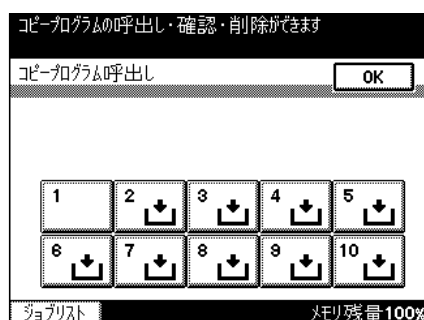 コピープログラムの呼出し・確認・削除ができます
コピープログラム呼出し
OK
1 2 3 4 5
6 7 8 9 10
ジョブリスト メモリ残量100%